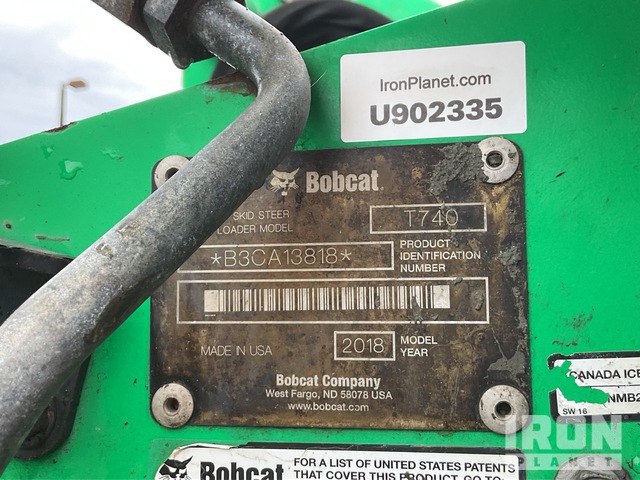 IronPlanet.com
U902335
Bobcat
SKID STEER
LOADER MODEL
T740
*B3CA13818*
PRODUCT
IDENTIFICATION
NUMBER
MADE IN USA
2018
MODEL
YEAR
Bobcat Company
West Fargo, ND 58078 USA
www.bobcat.com
CANADA ICE
NMB2
SW 16
Bobcat
FOR A LIST OF UNITED STATES PATENTS
THAT COVER THIS PRODUCT, GO TO:
IRON
PLANET